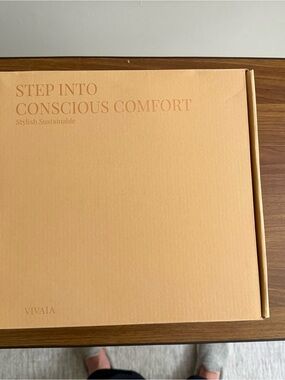 STEP INTO
CONSCIOUS COMFORT
Stylish Sustainable
VIVAIA